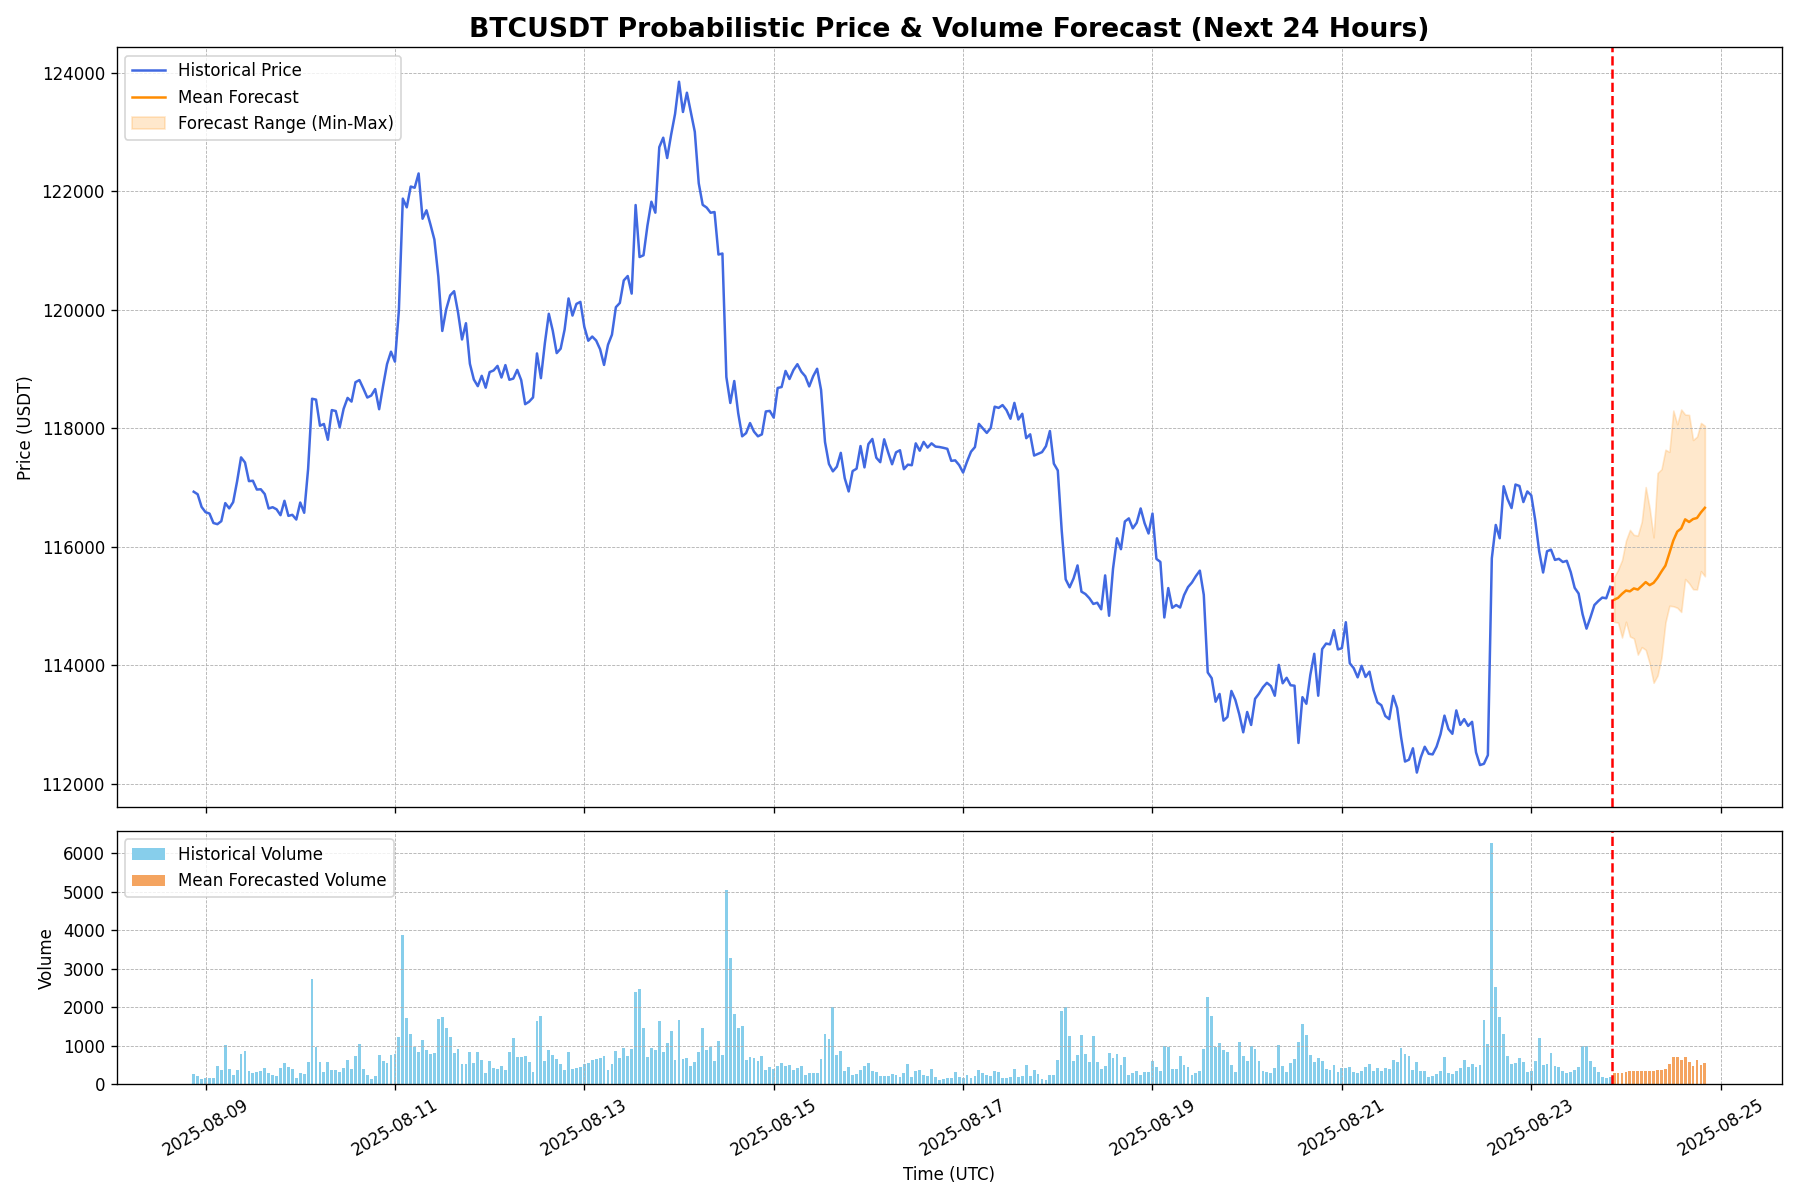 BTCUSDT Probabilistic Price & Volume Forecast (Next 24 Hours)
Historical Price
Mean Forecast
Forecast Range (Min-Max)
Price (USDT)
124000
122000
120000
118000
116000
114000
112000
Historical Volume
Mean Forecasted Volume
Volume
6000
5000
4000
3000
2000
1000
0
2025-08-09
2025-08-11
2025-08-13
2025-08-15
2025-08-17
2025-08-19
2025-08-21
2025-08-23
2025-08-25
Time (UTC)